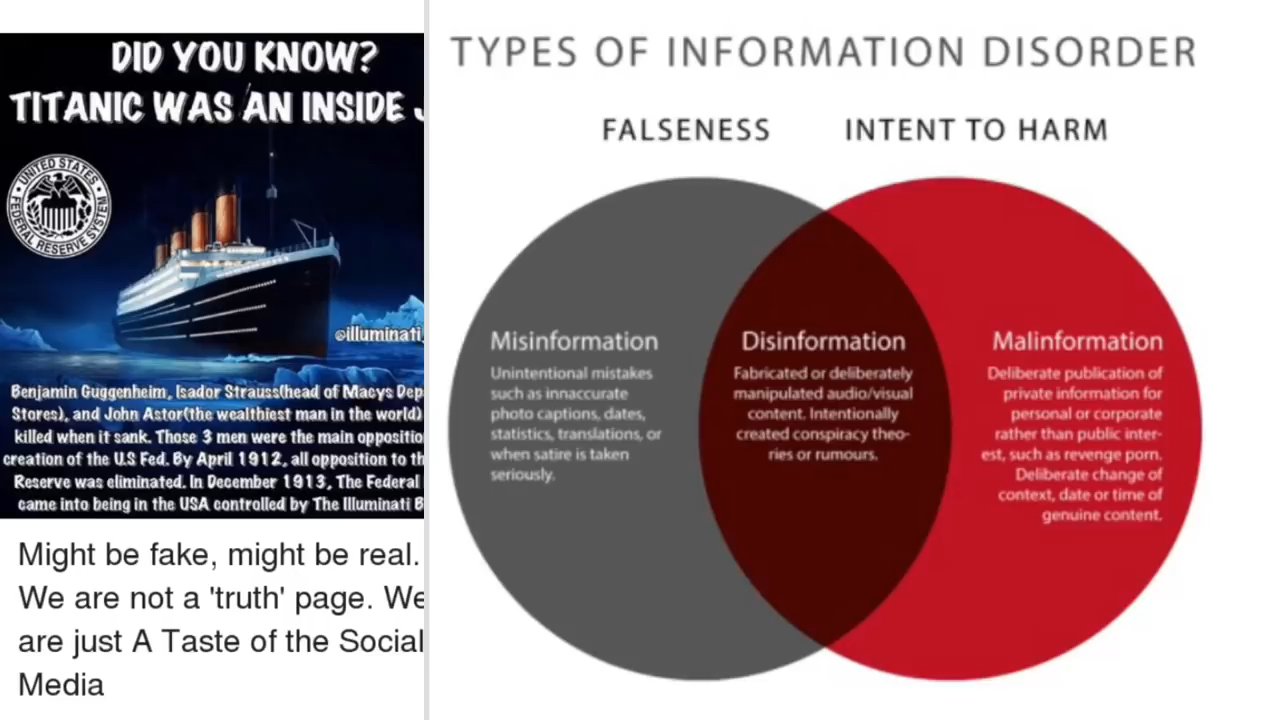 DID YOU KNOW?
TITANIC WAS AN INSIDE
UNITED STATES
FEDERAL RESERVE SYSTEM
@illuminati
Benjamin Guggenheim, Isador Strauss(head of Macys Dep
Stores), and John Astor(the wealthiest man in the world)
killed when it sank. Those 3 men were the main oppositio
creation of the U.S Fed. By April 1912, all opposition to th
Reserve was eliminated. In December 1913, The Federal
came into being in the USA controlled by The Illuminati B
Might be fake, might be real.
We are not a 'truth' page. We
are just A Taste of the Social
Media
TYPES OF INFORMATION DISORDER
FALSENESS
INTENT TO HARM
Misinformation
Unintentional mistakes
such as innaccurate
photo captions, dates,
statistics, translations, or
when satire is taken
seriously.
Disinformation
Fabricated or deliberately
manipulated audio/visual
content. Intentionally
created conspiracy theo-
ries or rumours.
Malinformation
Deliberate publication of
private information for
personal or corporate
rather than public inter-
est, such as revenge porn.
Deliberate change of
context, date or time of
genuine content.